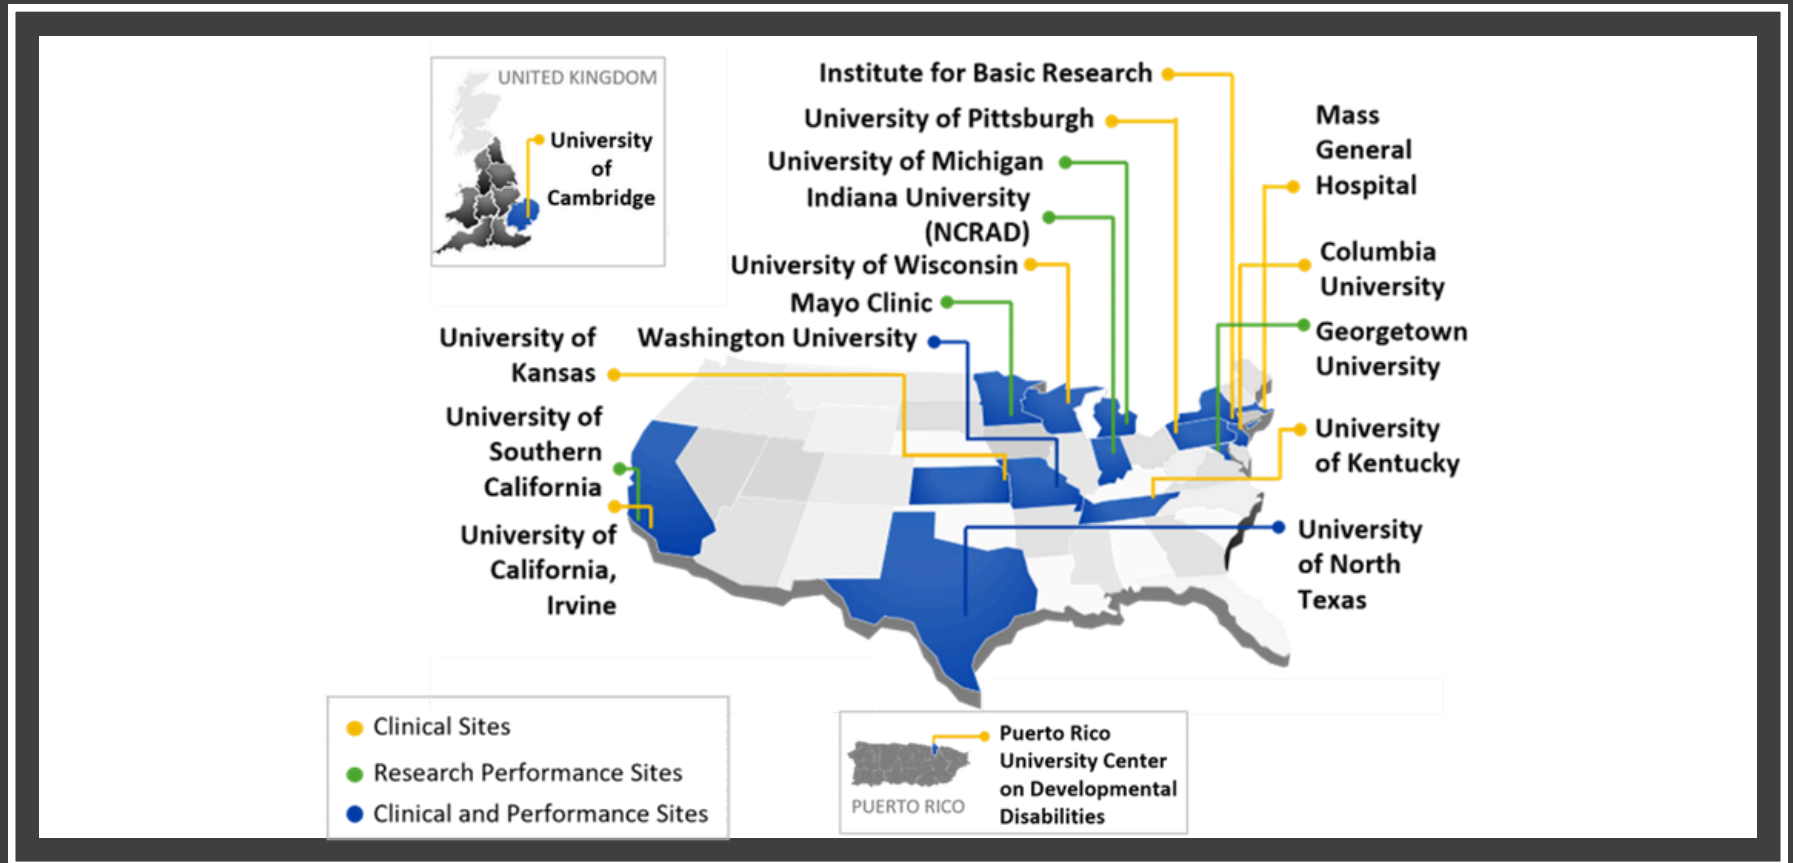 UNITED KINGDOM
University
of
Cambridge
Institute for Basic Research
University of Pittsburgh
University of Michigan
Indiana University
(NCRAD)
University of Wisconsin
Mayo Clinic
Washington University
University of
Kansas
University of
Southern
California
University of
California,
Irvine
Mass
General
Hospital
Columbia
University
Georgetown
University
University
of Kentucky
University
of North
Texas
Clinical Sites
Research Performance Sites
Clinical and Performance Sites
PUERTO RICO
Puerto Rico
University Center
on Developmental
Disabilities